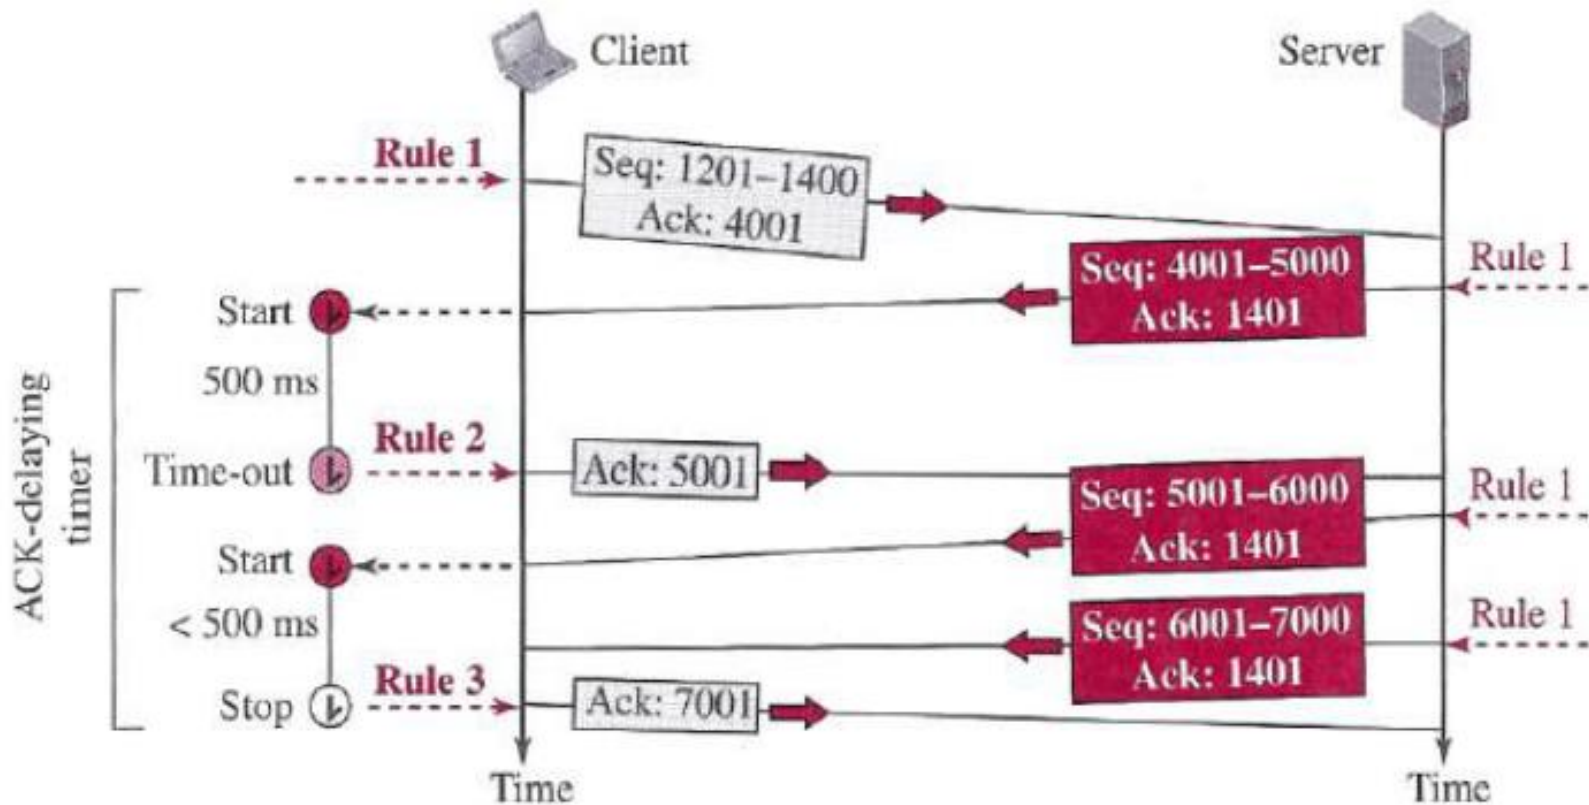 Client
Server
Rule 1
Seq: 1201–1400
Ack: 4001
Rule 1
Seq: 4001–5000
Ack: 1401
Start
500 ms
ACK-delaying
timer
Rule 2
Time-out
Ack: 5001
Rule 1
Seq: 5001–6000
Ack: 1401
Start
< 500 ms
Rule 1
Seq: 6001–7000
Ack: 1401
Rule 3
Stop
Ack: 7001
Time
Time